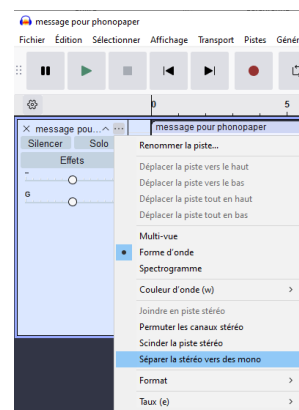 message pour phonopaper
Fichier Édition Sélectionner Affichage Transport Pistes Génér
0 5
message pou... message pour phonopaper
Silencer Solo
Effets
-
G
Renommer la piste...
Déplacer la piste vers le haut
Déplacer la piste vers le bas
Déplacer la piste tout en haut
Déplacer la piste tout en bas
Multi-vue
Forme d'onde
Spectrogramme
Couleur d'onde (w)
Joindre en piste stéréo
Permuter les canaux stéréo
Scinder la piste stéréo
Séparer la stéréo vers des mono
Format
Taux (e)